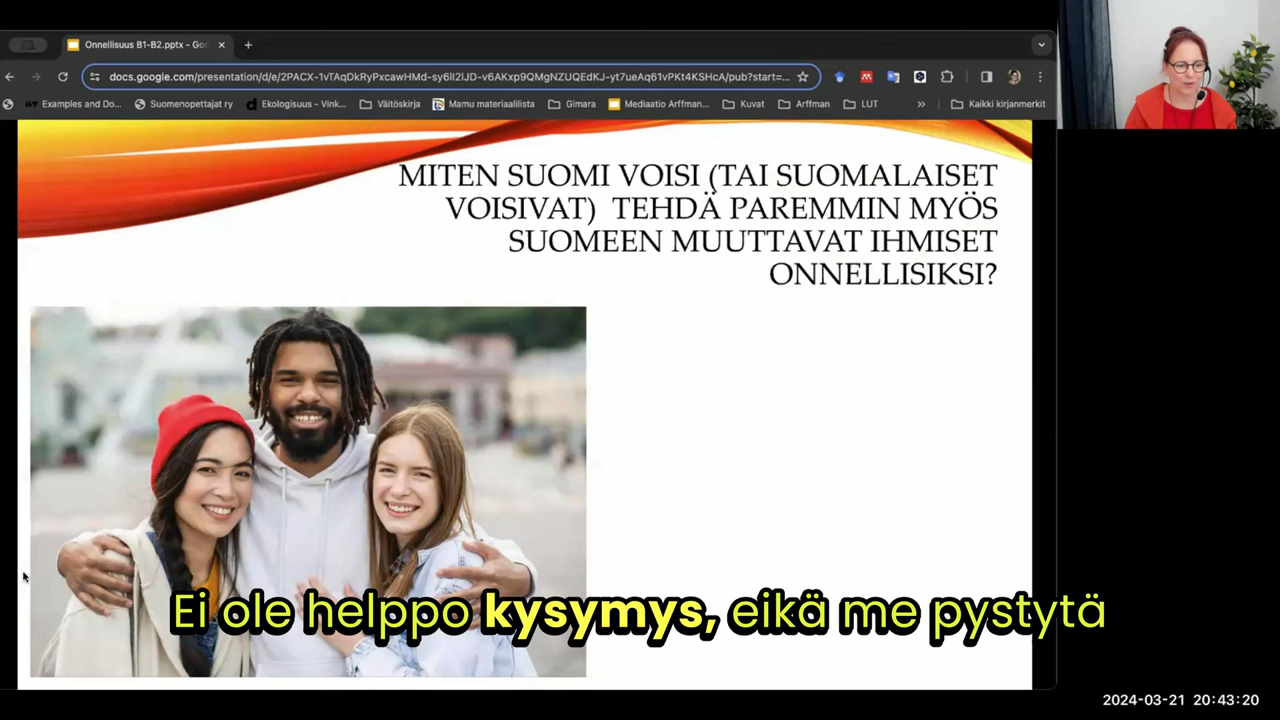 Onnellisuus B1-B2.pptx - Goo
docs.google.com/presentation/d/e/2PACX-1vTAqDkRyPxcawHMd-sy6lI2lJD-v6AKxp9QMgNZUQEdKJ-yt7ueAq61vPKt4KSHcA/pub?start=...
Examples and Do...
Suomenopettajat ry
Ekologisuus - Vink...
Väitöskirja
Mamu materiaalista
Gimara
Mediaatio Arffman...
Kuvat
Arffman
LUT
Kaikki kirjanmerkit
MITEN SUOMI VOISI (TAI SUOMALAISET
VOISIVAT) TEHDÄ PAREMMIN MYÖS
SUOMEEN MUUTTAVAT IHMISET
ONNELLISIKSI?
Ei ole helppo kysymys, eikä me pystytä
2024-03-21 20:43:20